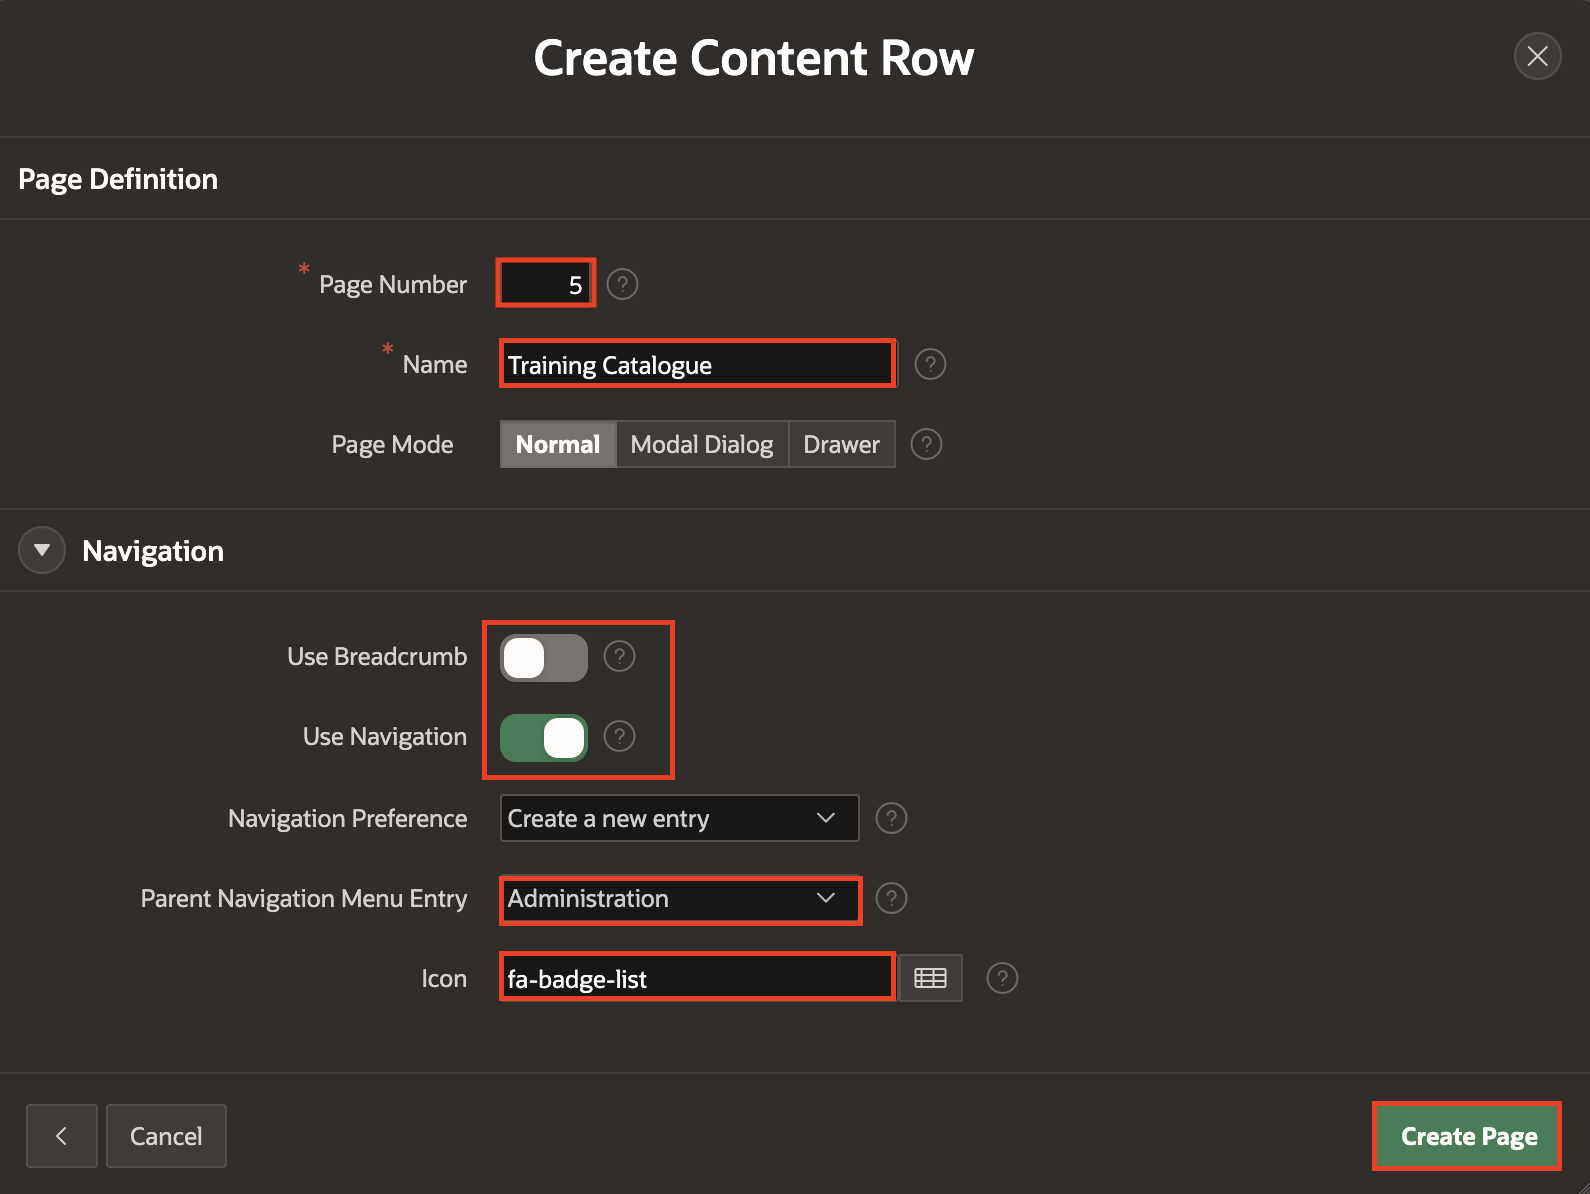 Create Content Row
Page Definition
* Page Number 5 ?
* Name Training Catalogue ?
Page Mode Normal Modal Dialog Drawer ?
Navigation
Use Breadcrumb ?
Use Navigation ?
Navigation Preference Create a new entry ?
Parent Navigation Menu Entry Administration ?
Icon fa-badge-list ?
Cancel Create Page